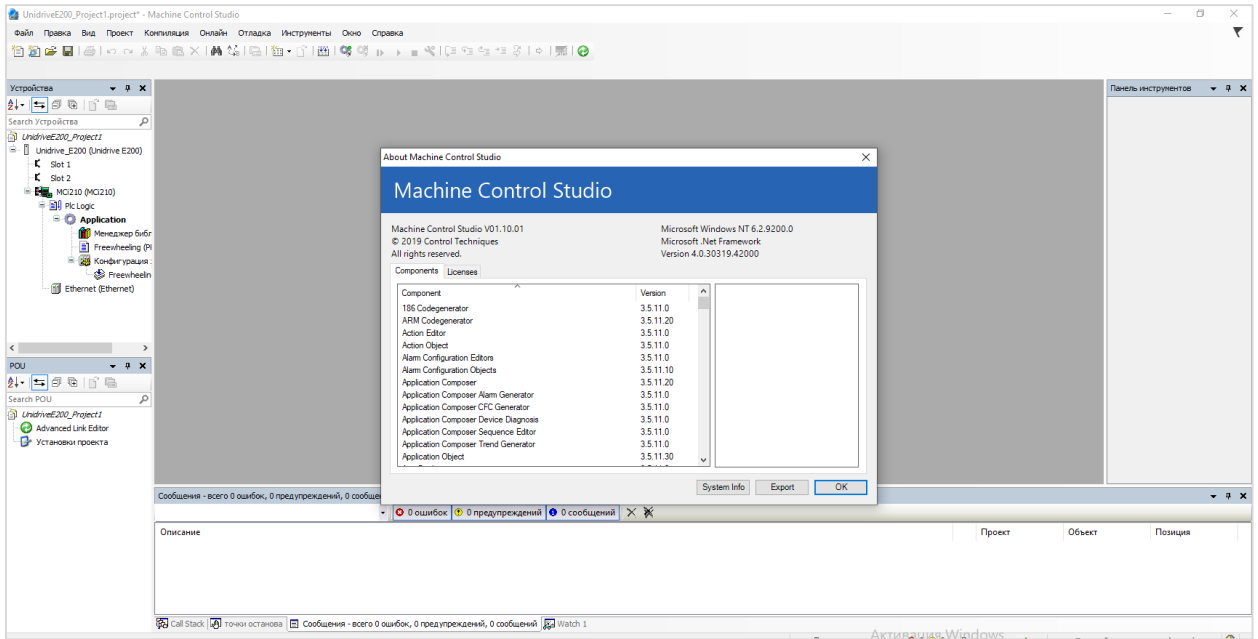 UnidriveE200_Project1.project* - Machine Control Studio
Файл Правка Вид Проект Компиляция Онлайн Отладка Инструменты Окно Справка
Устройства
Search Устройства
UnidriveE200_Project1
Unidrive_E200 (Unidrive E200)
Slot 1
Slot 2
MCi210 (MCi210)
Plc Logic
Application
Менеджер библ
Freewheeling (Pl
Конфигурация
Freewheelin
Ethernet (Ethernet)
POU
Search POU
UnidriveE200_Project1
Advanced Link Editor
Установки проекта
Панель инструментов
About Machine Control Studio
Machine Control Studio
Machine Control Studio V01.10.01
© 2019 Control Techniques
All rights reserved.
Microsoft Windows NT 6.2.9200.0
Microsoft .Net Framework
Version 4.0.30319.42000
Components Licenses
Component Version
186 Codegenerator 3.5.11.0
ARM Codegenerator 3.5.11.20
Action Editor 3.5.11.0
Action Object 3.5.11.0
Alarm Configuration Editors 3.5.11.0
Alarm Configuration Objects 3.5.11.10
Application Composer 3.5.11.20
Application Composer Alarm Generator 3.5.11.0
Application Composer CFC Generator 3.5.11.0
Application Composer Device Diagnosis 3.5.11.0
Application Composer Sequence Editor 3.5.11.0
Application Composer Trend Generator 3.5.11.0
Application Object 3.5.11.30
System Info Export OK
Сообщения - всего 0 ошибок, 0 предупреждений, 0 сообще
0 ошибок 0 предупреждений 0 сообщений
Описание Проект Объект Позиция
Call Stack точки останова Сообщения - всего 0 ошибок, 0 предупреждений, 0 сообщений Watch 1
Активация Windows